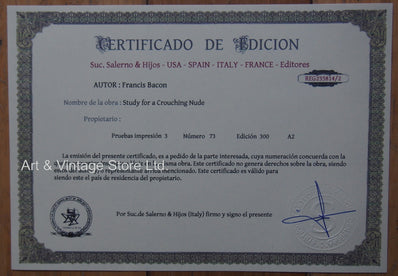 CERTIFICADO DE EDICION
Suc. Salerno & Hijos - USA - SPAIN - ITALY - FRANCE - Editores
REG255814/2
AUTOR : Francis Bacon
Nombre de la obra : Study for a Crouching Nude
Propietario :
Pruebas impresión 3 Número 73 Edición 300 A2
La emisión del presente certificado, es a pedido de la parte interesada, cuya numeración concuerda con la
misma obra. Este certificado no genera derechos sobre la obra, siendo
mencionado. Este certificado es válido para
siendo este el país de residencia del propietario.
Art & Vintage Store Ltd.
Por Suc.de Salerno & Hijos (Italy) firmo y signo el presente